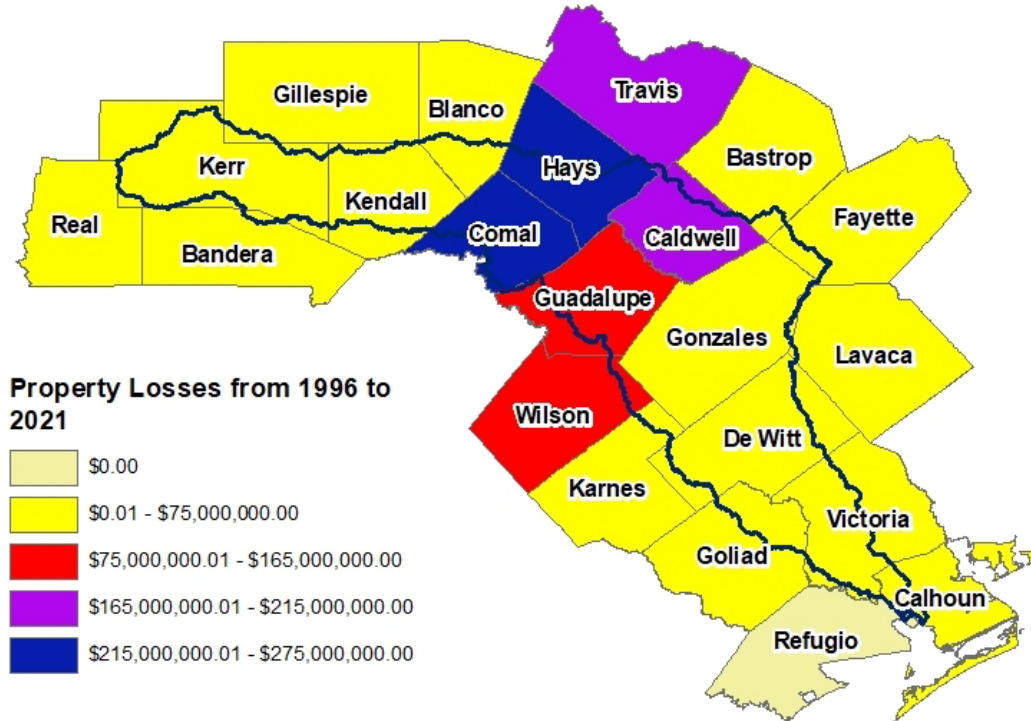 Travis
Gillespie
Blanco
Bastrop
Kerr
Hays
Kendall
Fayette
Real
Comal
Caldwell
Bandera
Guadalupe
Gonzales
Lavaca
Property Losses from 1996 to
2021
$0.00
$0.01 - $75,000,000.00
$75,000,000.01 - $165,000,000.00
$165,000,000.01 - $215,000,000.00
$215,000,000.01 - $275,000,000.00
Wilson
De Witt
Karnes
Victoria
Goliad
Calhoun
Refugio